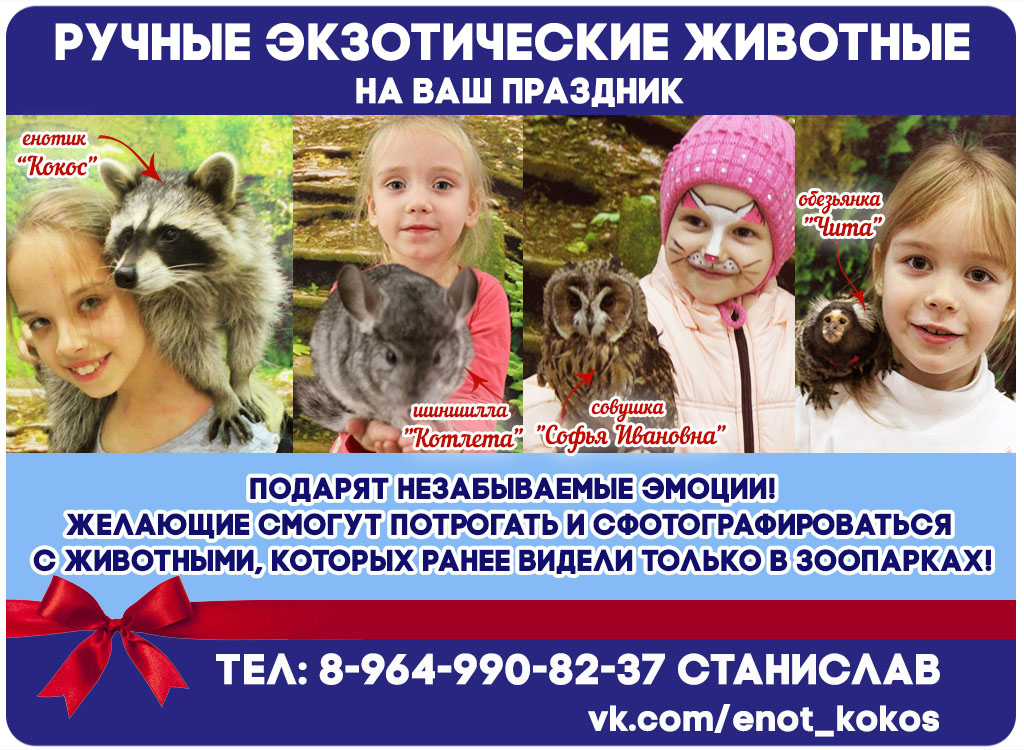 РУЧНЫЕ ЭКЗОТИЧЕСКИЕ ЖИВОТНЫЕ
НА ВАШ ПРАЗДНИК
енотик
"Кокос"
шиншилла
"Котлета"
совушка
"Софья Ивановна"
обезьянка
"Чита"
ПОДАРЯТ НЕЗАБЫВАЕМЫЕ ЭМОЦИИ!
ЖЕЛАЮЩИЕ СМОГУТ ПОТРОГАТЬ И СФОТОГРАФИРОВАТЬСЯ
С ЖИВОТНЫМИ, КОТОРЫХ РАНЕЕ ВИДЕЛИ ТОЛЬКО В ЗООПАРКАХ!
ТЕЛ: 8-964-990-82-37 СТАНИСЛАВ
vk.com/enot_kokos